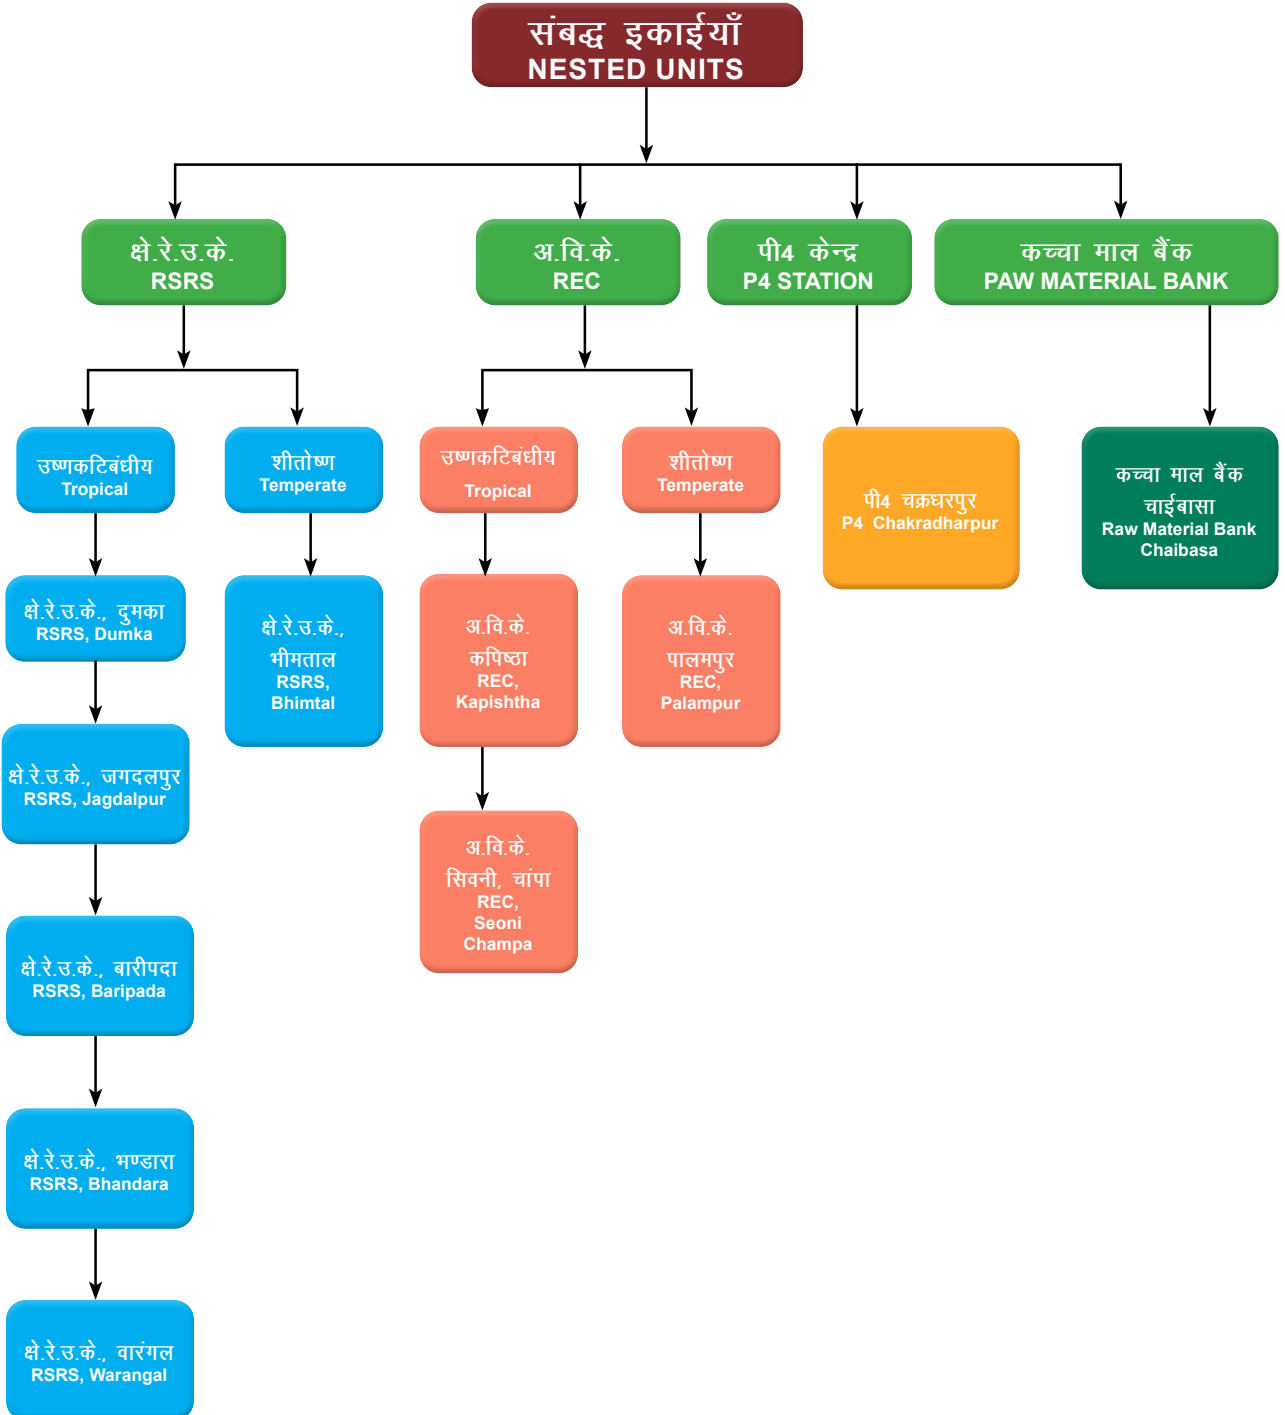 संबद्ध इकाईयाँ
NESTED UNITS
क्षे.रे.उ.के.
RSRS
अ.वि.के.
REC
पी4 केन्द्र
P4 STATION
कच्चा माल बैंक
PAW MATERIAL BANK
उष्णकटिबंधीय
Tropical
शीतोष्ण
Temperate
उष्णकटिबंधीय
Tropical
शीतोष्ण
Temperate
पी4 चक्रधरपुर
P4 Chakradharpur
कच्चा माल बैंक
चाईबासा
Raw Material Bank
Chaibasa
क्षे.रे.उ.के., दुमका
RSRS, Dumka
क्षे.रे.उ.के.,
भीमताल
RSRS,
Bhimtal
अ.वि.के.
कपिष्ठा
REC,
Kapishtha
अ.वि.के.
पालमपुर
REC,
Palampur
क्षे.रे.उ.के., जगदलपुर
RSRS, Jagdalpur
अ.वि.के.
सिवनी, चांपा
REC,
Seoni
Champa
क्षे.रे.उ.के., बारीपदा
RSRS, Baripada
क्षे.रे.उ.के., भण्डारा
RSRS, Bhandara
क्षे.रे.उ.के., वारंगल
RSRS, Warangal